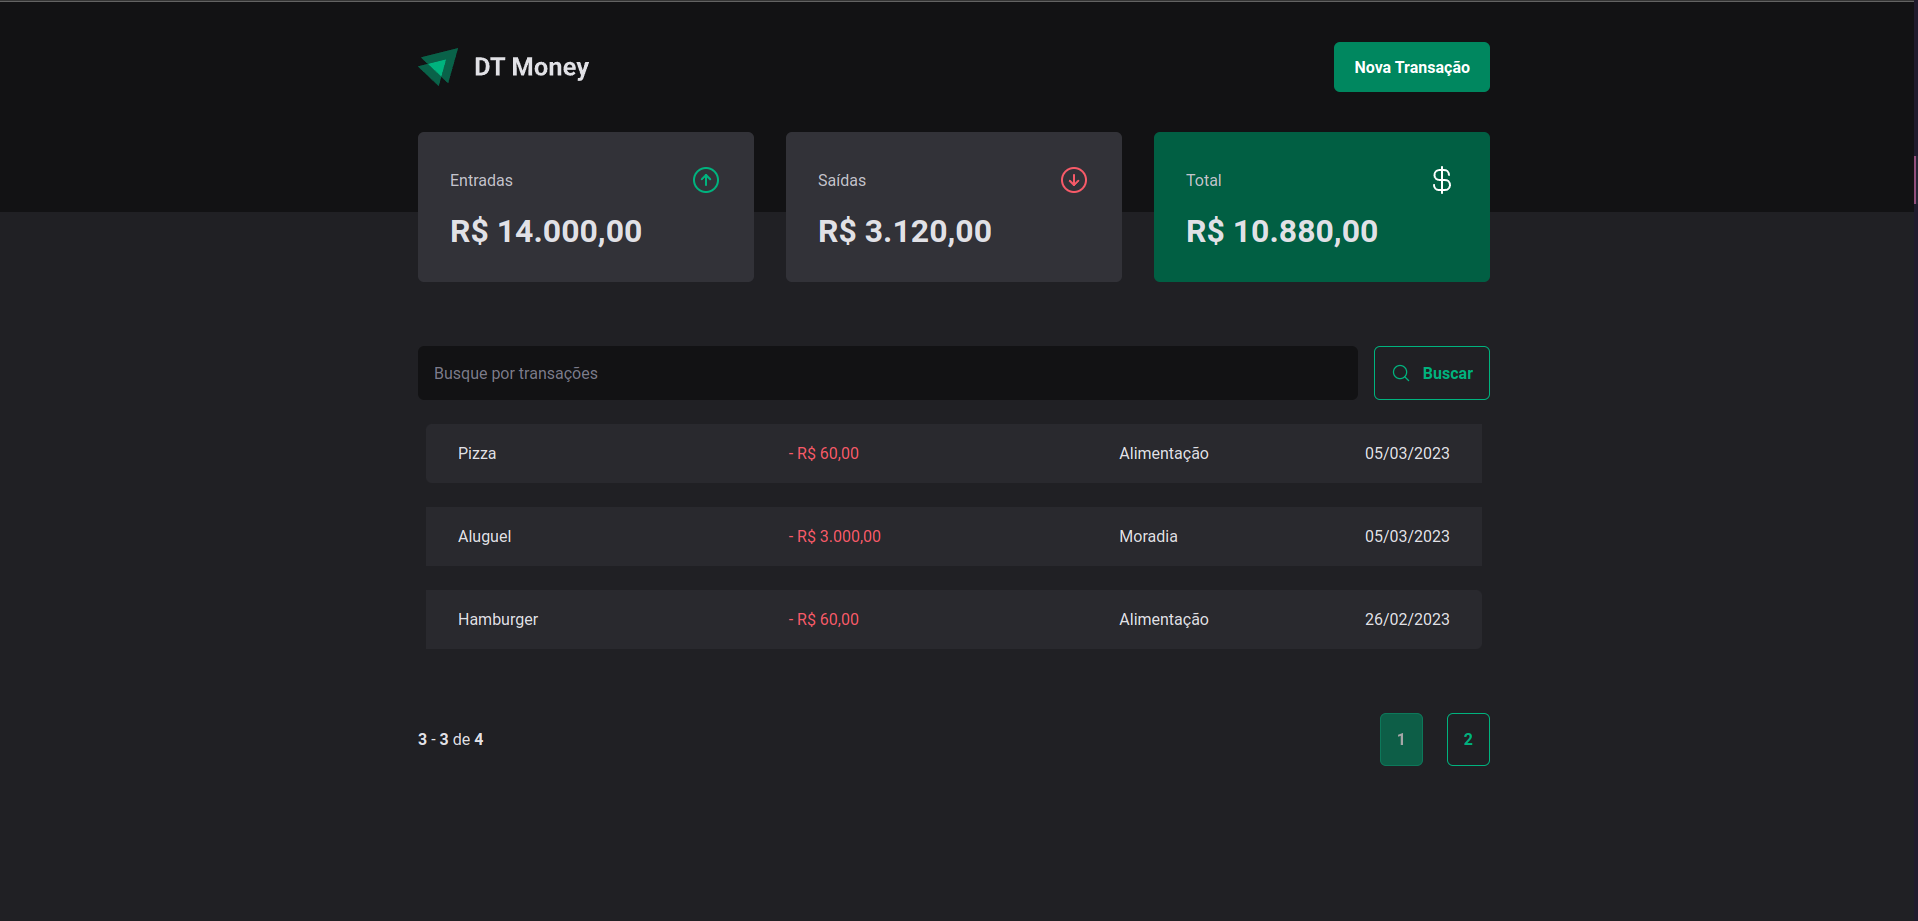 DT Money
Nova Transação
Entradas
R$ 14.000,00
Saídas
R$ 3.120,00
Total
R$ 10.880,00
Busque por transações
Buscar
Pizza - R$ 60,00 Alimentação 05/03/2023
Aluguel - R$ 3.000,00 Moradia 05/03/2023
Hamburger - R$ 60,00 Alimentação 26/02/2023
3 - 3 de 4
1 2